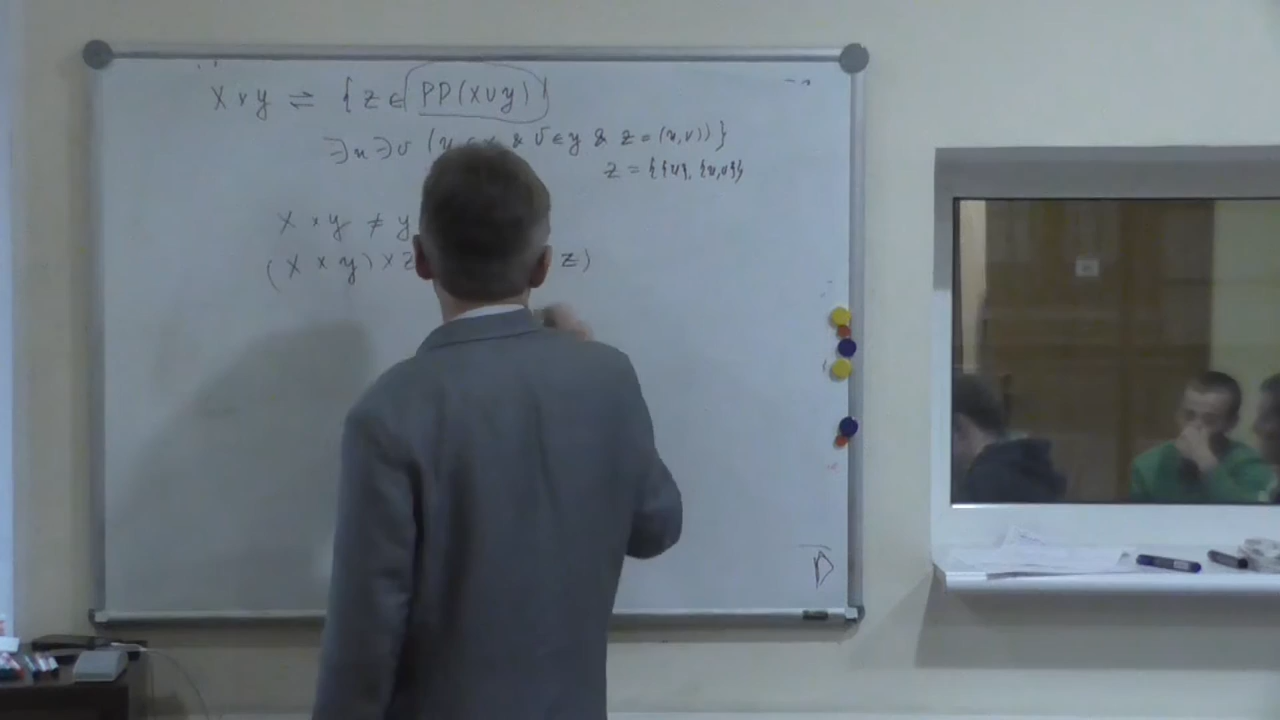 X × y ⇌ { z ∈ PP(X∪y) |
∃u ∃v (u ∈ x & v ∈ y & z = (u,v)) }
z = {{u}, {u,v}}
X × y ≠ y
(X × y) × z z)
D